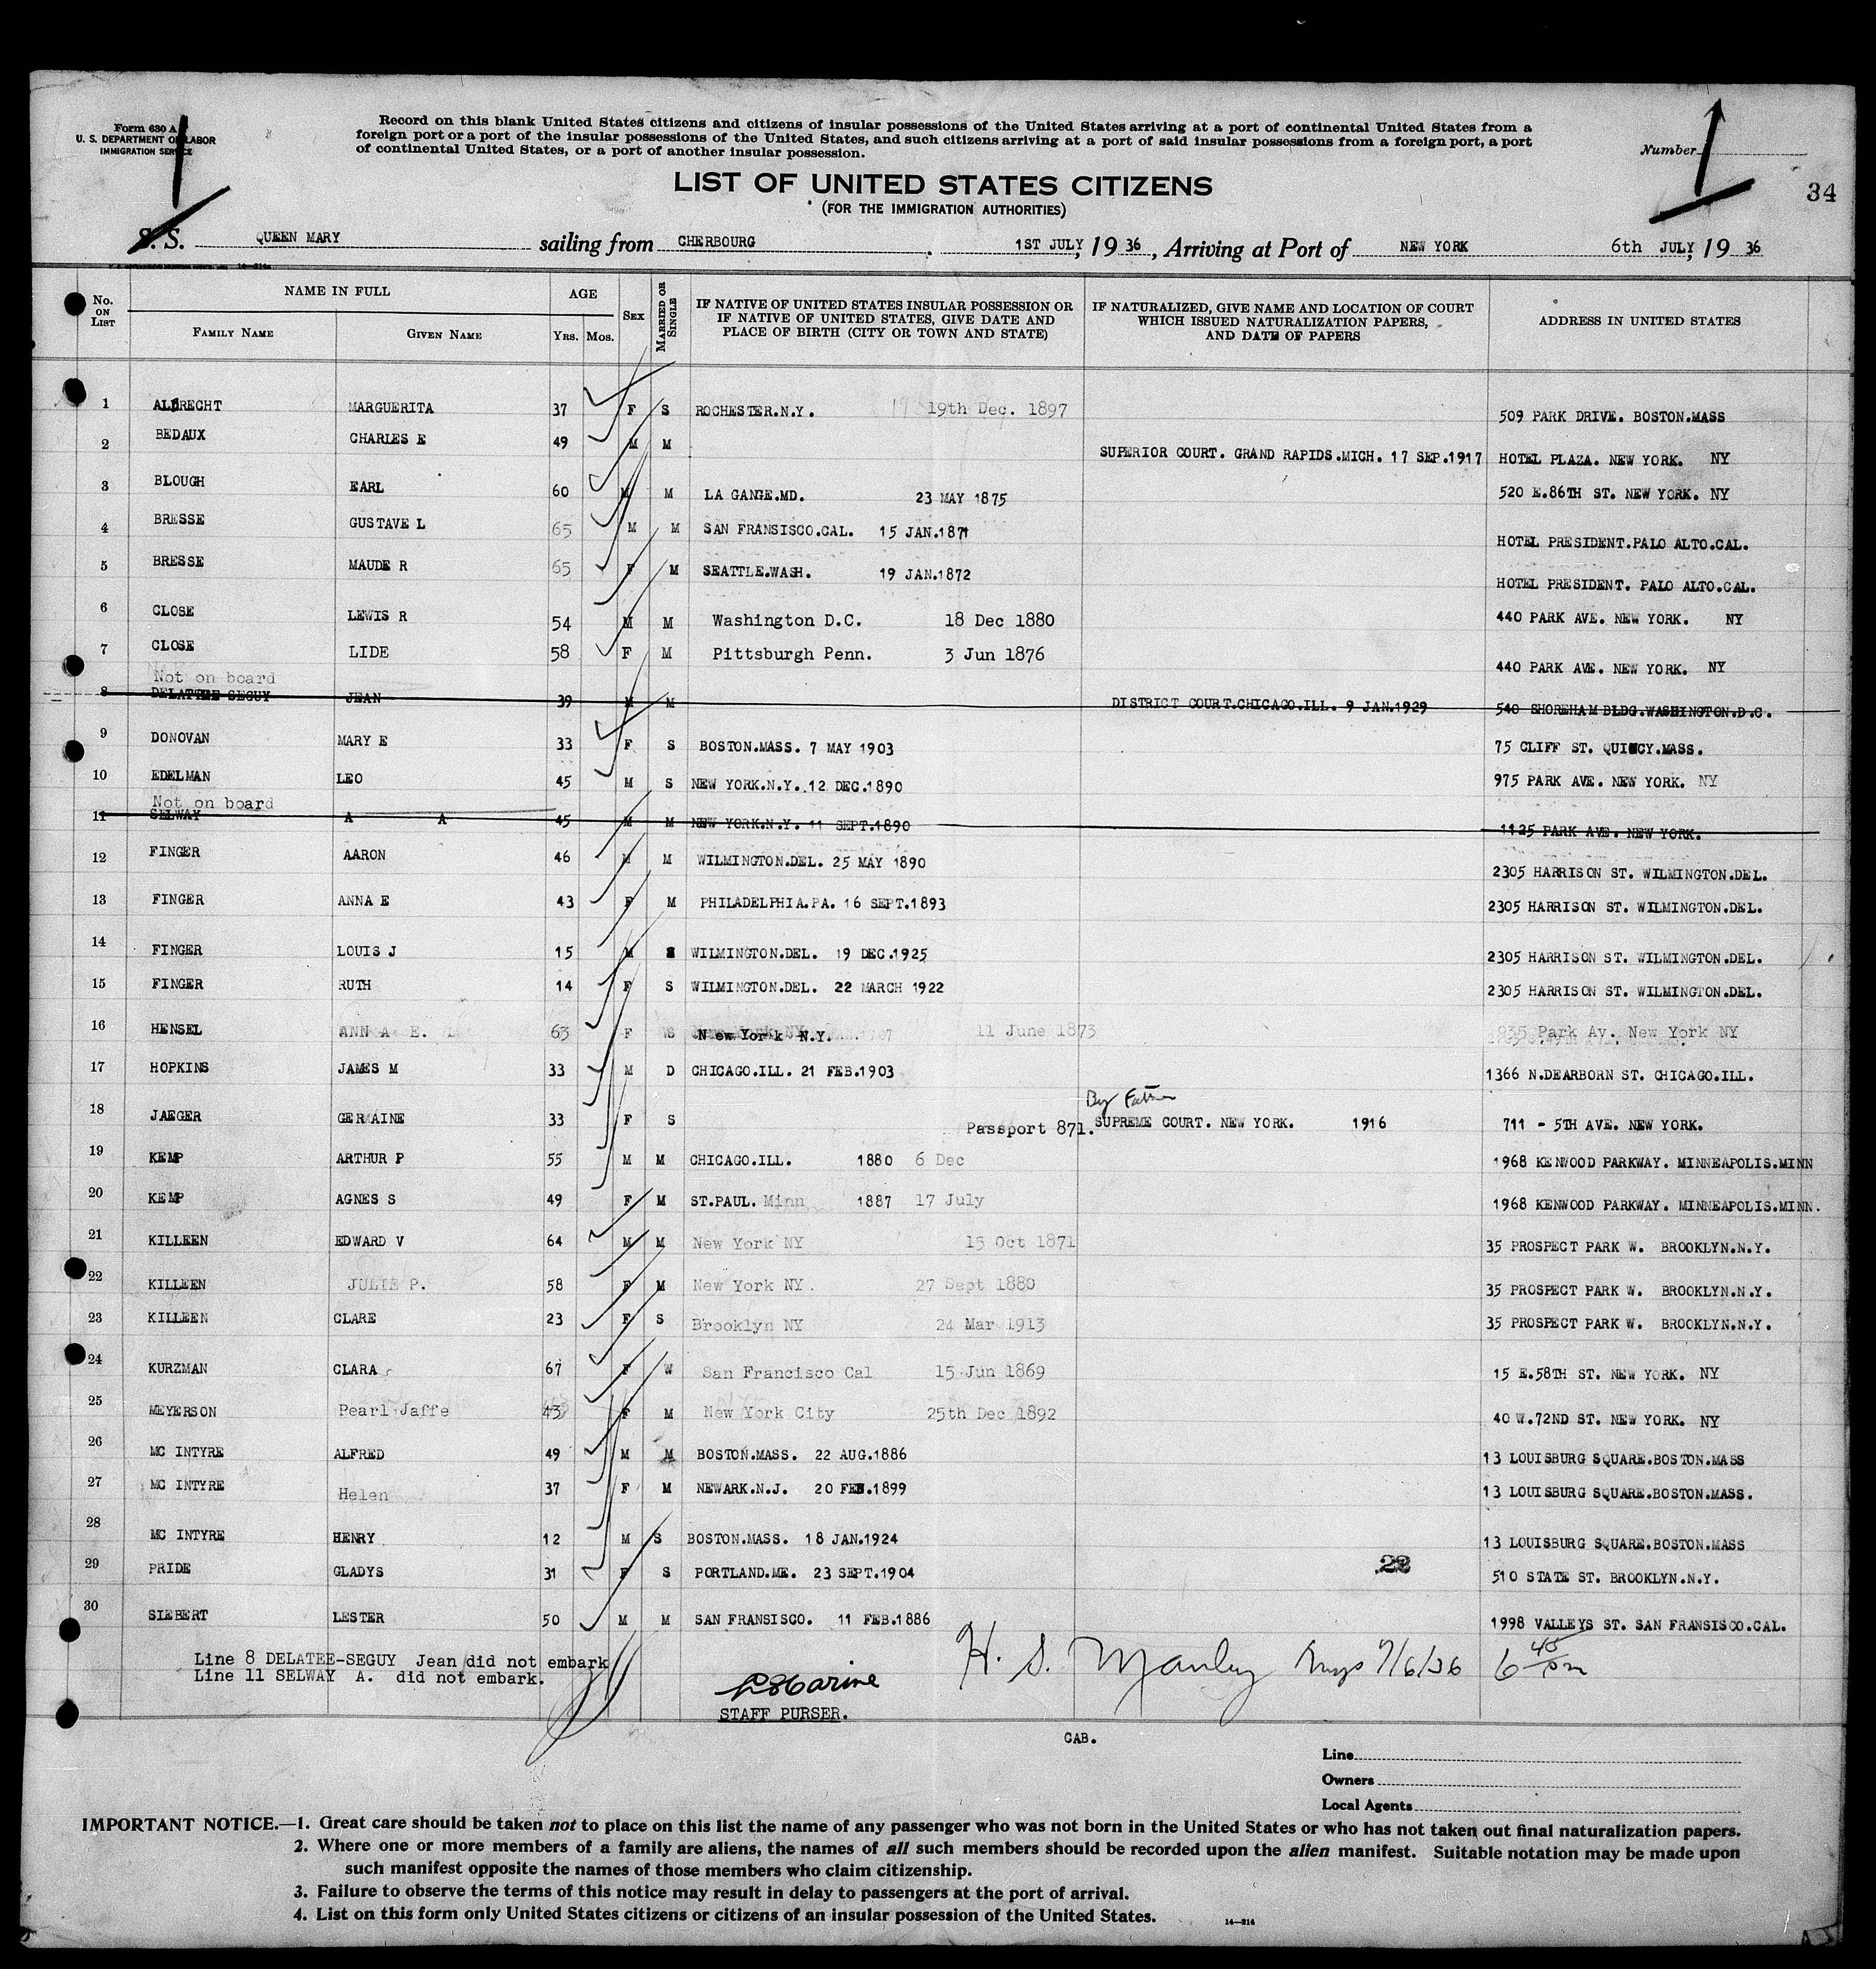 Form 630 A
U. S. DEPARTMENT OF LABOR
IMMIGRATION SERVICE
Record on this blank United States citizens and citizens of insular possessions of the United States arriving at a port of continental United States from a
foreign port or a port of the insular possessions of the United States, and such citizens arriving at a port of said insular possessions from a foreign port, a port
of continental United States, or a port of another insular possession.
Number
34
LIST OF UNITED STATES CITIZENS
(FOR THE IMMIGRATION AUTHORITIES)
S. S. QUEEN MARY sailing from CHERBOURG . 1ST JULY, 19 36, Arriving at Port of NEW YORK 6th JULY, 19 36
No. ON LIST NAME IN FULL FAMILY NAME GIVEN NAME AGE YRS. MOS. SEX MARRIED OR SINGLE IF NATIVE OF UNITED STATES INSULAR POSSESSION OR IF NATIVE OF UNITED STATES, GIVE DATE AND PLACE OF BIRTH (CITY OR TOWN AND STATE) IF NATURALIZED, GIVE NAME AND LOCATION OF COURT WHICH ISSUED NATURALIZATION PAPERS, AND DATE OF PAPERS ADDRESS IN UNITED STATES
1 ALBRECHT MARGUERITA 37 F S ROCHESTER.N.Y. 19th Dec. 1897 509 PARK DRIVE. BOSTON.MASS
2 BEDAUX CHARLES E 49 M M SUPERIOR COURT. GRAND RAPIDS.MICH. 17 SEP.1917 HOTEL PLAZA. NEW YORK. NY
3 BLOUGH EARL 60 M M LA GANGE.MD. 23 MAY 1875 520 E.86TH ST. NEW YORK. NY
4 BRESSE GUSTAVE L 65 M M SAN FRANSISCO.CAL. 15 JAN.1871 HOTEL PRESIDENT.PALO ALTO.CAL.
5 BRESSE MAUDE R 65 F M SEATTLE.WASH. 19 JAN.1872 HOTEL PRESIDENT. PALO ALTO.CAL.
6 CLOSE LEWIS R 54 M M Washington D.C. 18 Dec 1880 440 PARK AVE. NEW YORK. NY
7 CLOSE LIDE 58 F M Pittsburgh Penn. 3 Jun 1876 440 PARK AVE. NEW YORK. NY
Not on board
8 DELATTRE SEGUY JEAN 39 M M DISTRICT COURT.CHICAGO.ILL. 9 JAN.1929 540 SHOREHAM BLDG.WASHINGTON.D.C.
9 DONOVAN MARY E 33 F S BOSTON.MASS. 7 MAY 1903 75 CLIFF ST. QUINCY.MASS.
10 EDELMAN LEO 45 M S NEW YORK.N.Y. 12 DEC.1890 975 PARK AVE. NEW YORK. NY
Not on board
11 SELWAY A A 45 M M NEW YORK.N.Y. 11 SEPT.1890 1125 PARK AVE. NEW YORK.
12 FINGER AARON 46 M M WILMINGTON.DEL. 25 MAY 1890 2305 HARRISON ST. WILMINGTON.DEL.
13 FINGER ANNA E 43 F M PHILADELPHIA.PA. 16 SEPT.1893 2305 HARRISON ST. WILMINGTON.DEL.
14 FINGER LOUIS J 15 M S WILMINGTON.DEL. 19 DEC.1925 2305 HARRISON ST. WILMINGTON.DEL.
15 FINGER RUTH 14 F S WILMINGTON.DEL. 22 MARCH 1922 2305 HARRISON ST. WILMINGTON.DEL.
16 HENSEL ANNA E. 63 F New York N.Y. 11 June 1873 Park Av. New York NY
17 HOPKINS JAMES M 33 M D CHICAGO.ILL. 21 FEB.1903 1366 N.DEARBORN ST. CHICAGO.ILL.
By Father
18 JAEGER GERMAINE 33 F S Passport 871. SUPREME COURT. NEW YORK. 1916 711 - 5TH AVE. NEW YORK.
19 KEMP ARTHUR P 55 M M CHICAGO.ILL. 1880 6 Dec 1968 KENWOOD PARKWAY. MINNEAPOLIS.MINN
20 KEMP AGNES S 49 F M ST.PAUL. Minn 1887 17 July 1968 KENWOOD PARKWAY. MINNEAPOLIS.MINN.
21 KILLEEN EDWARD V 64 M M New York NY 15 Oct 1871 35 PROSPECT PARK W. BROOKLYN.N.Y.
22 KILLEEN JULIE P. 58 F M New York NY. 27 Sept 1880 35 PROSPECT PARK W. BROOKLYN.N.Y.
23 KILLEEN CLARE 23 F S Brooklyn NY 24 Mar 1913 35 PROSPECT PARK W. BROOKLYN.N.Y.
24 KURZMAN CLARA 67 F W San Francisco Cal 15 Jun 1869 15 E.58TH ST. NEW YORK. NY
25 MEYERSON Pearl Jaffe 43 F M New York City 25th Dec 1892 40 W.72ND ST. NEW YORK. NY
26 MC INTYRE ALFRED 49 M M BOSTON.MASS. 22 AUG.1886 13 LOUISBURG SQUARE.BOSTON.MASS
27 MC INTYRE Helen 37 F M NEWARK.N.J. 20 FEB.1899 13 LOUISBURG SQUARE.BOSTON.MASS.
28 MC INTYRE HENRY 12 M S BOSTON.MASS. 18 JAN.1924 13 LOUISBURG SQUARE.BOSTON.MASS
29 PRIDE GLADYS 31 F S PORTLAND.ME. 23 SEPT.1904 510 STATE ST. BROOKLYN.N.Y.
30 SIEBERT LESTER 50 M M SAN FRANSISCO. 11 FEB.1886 1998 VALLEYS ST. SAN FRANSISCO.CAL.
Line 8 DELATEE-SEGUY Jean did not embark
Line 11 SELWAY A. did not embark.
H. S. Manley 7/6/36 6 45 pm
STAFF PURSER.
CAB.
Line
Owners
Local Agents
IMPORTANT NOTICE.—1. Great care should be taken not to place on this list the name of any passenger who was not born in the United States or who has not taken out final naturalization papers.
2. Where one or more members of a family are aliens, the names of all such members should be recorded upon the alien manifest. Suitable notation may be made upon
such manifest opposite the names of those members who claim citizenship.
3. Failure to observe the terms of this notice may result in delay to passengers at the port of arrival.
4. List on this form only United States citizens or citizens of an insular possession of the United States.
14—214